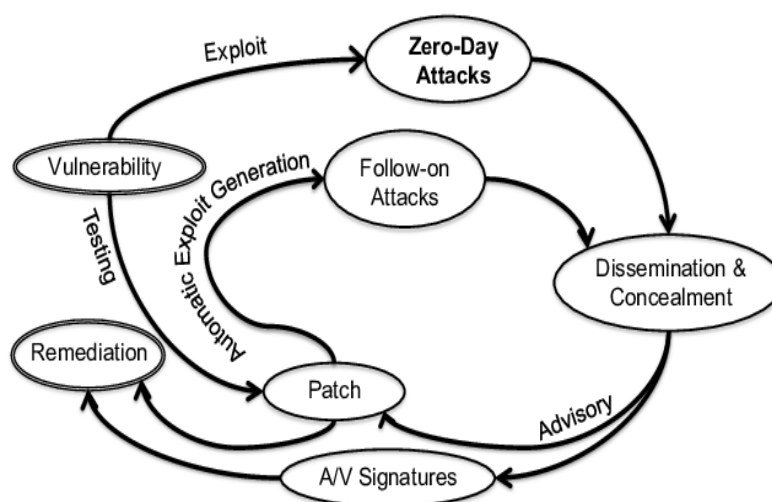 Exploit
Zero-Day
Attacks
Vulnerability
Automatic Exploit Generation
Follow-on
Attacks
Testing
Dissemination &
Concealment
Remediation
Patch
Advisory
A/V Signatures